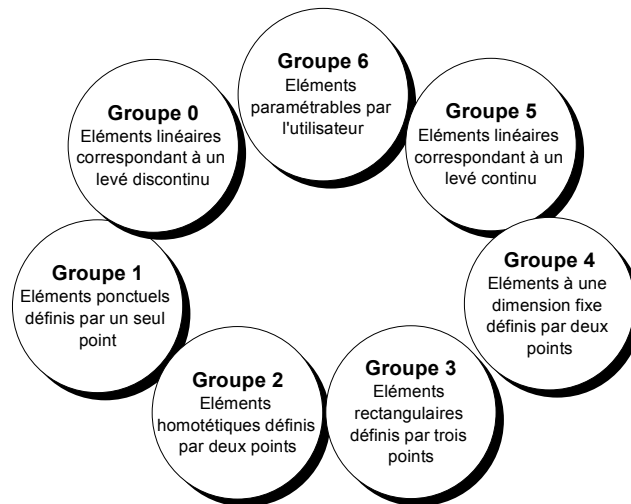 Groupe 6
Eléments
paramétrables par
l'utilisateur
Groupe 0
Eléments linéaires
correspondant à un
levé discontinu
Groupe 5
Eléments linéaires
correspondant à un
levé continu
Groupe 1
Eléments ponctuels
définis par un seul
point
Groupe 4
Eléments à une
dimension fixe
définis par deux
points
Groupe 2
Eléments
homotétiques définis
par deux points
Groupe 3
Eléments
rectangulaires
définis par trois
points